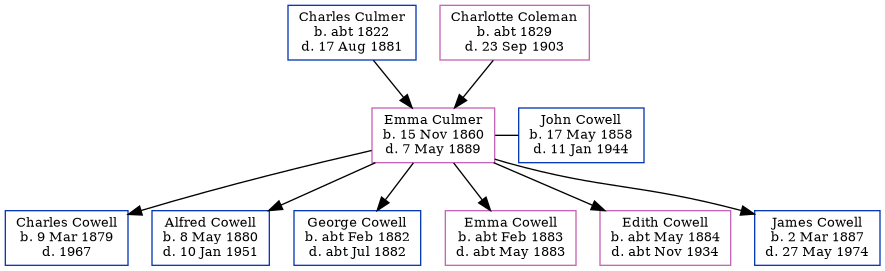 Charles Culmer
b. abt 1822
d. 17 Aug 1881
Charlotte Coleman
b. abt 1829
d. 23 Sep 1903
Emma Culmer
b. 15 Nov 1860
d. 7 May 1889
John Cowell
b. 17 May 1858
d. 11 Jan 1944
Charles Cowell
b. 9 Mar 1879
d. 1967
Alfred Cowell
b. 8 May 1880
d. 10 Jan 1951
George Cowell
b. abt Feb 1882
d. abt Jul 1882
Emma Cowell
b. abt Feb 1883
d. abt May 1883
Edith Cowell
b. abt May 1884
d. abt Nov 1934
James Cowell
b. 2 Mar 1887
d. 27 May 1974